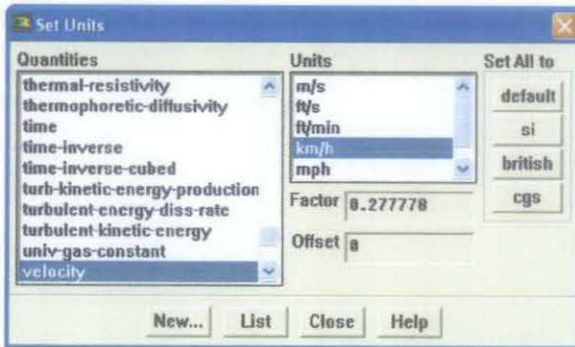 Set Units
Quantities
thermal-resistivity
thermophoretic-diffusivity
time
time-inverse
time-inverse-cubed
turb-kinetic-energy-production
turbulent-energy-diss-rate
turbulent-kinetic-energy
univ-gas-constant
velocity
Units
m/s
ft/s
ft/min
km/h
mph
Factor 0.277778
Offset 0
Set All to
default
si
british
cgs
New...
List
Close
Help